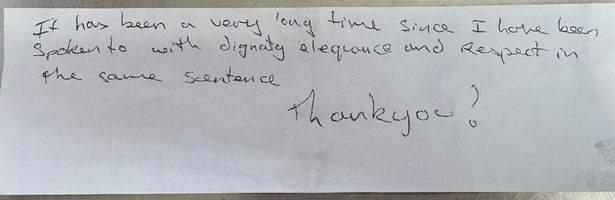 It has been a very long time since I have been
Spoken to with dignaty eleqounce and Respect in
the same scentence
Thankyou!